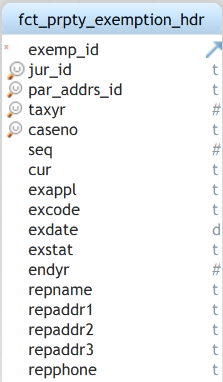 fct_prpty_exemption_hdr
exemp_id
jur_id t
par_addrs_id t
taxyr #
caseno t
seq #
cur t
exappl t
excode t
exdate d
exstat t
endyr #
repname t
repaddr1 t
repaddr2 t
repaddr3 t
repphone t